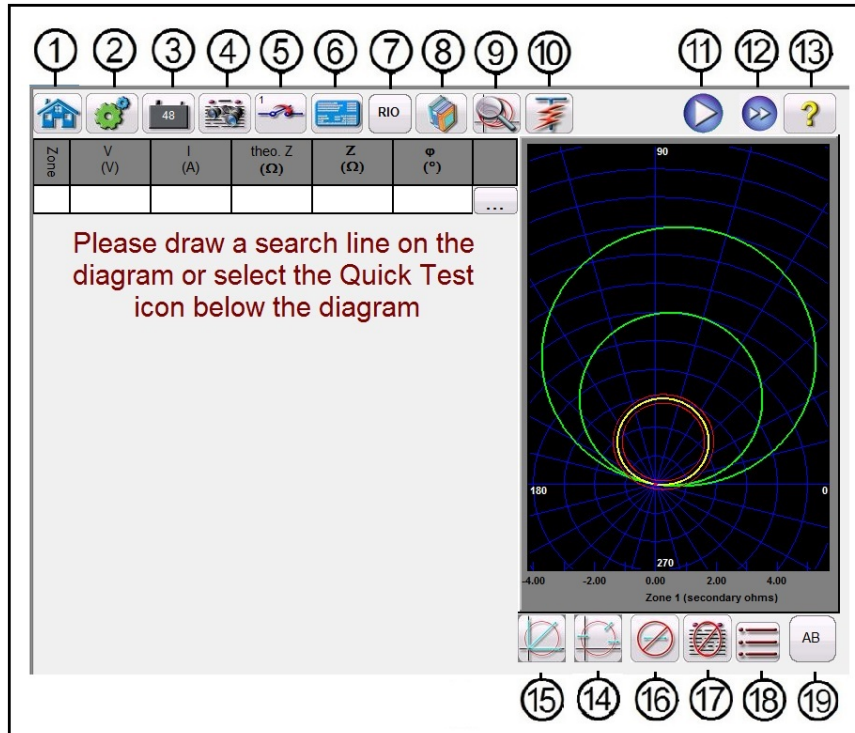 1 2 3 4 5 6 7 8 9 10 11 12 13
48 1 RIO ?
Zone V (V) I (A) theo. Z (Ω) Z (Ω) φ (°)
...
Please draw a search line on the
diagram or select the Quick Test
icon below the diagram
90
180 0
270
-4.00 -2.00 0.00 2.00 4.00
Zone 1 (secondary ohms)
AB
15 14 16 17 18 19